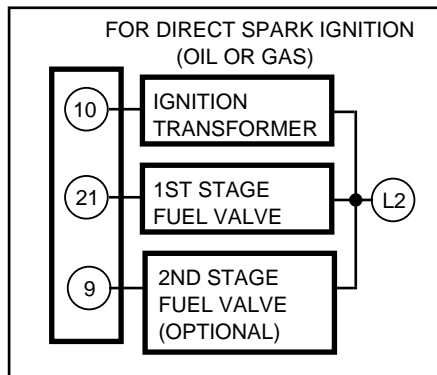 FOR DIRECT SPARK IGNITION
(OIL OR GAS)
10
IGNITION
TRANSFORMER
21
1ST STAGE
FUEL VALVE
L2
9
2ND STAGE
FUEL VALVE
(OPTIONAL)